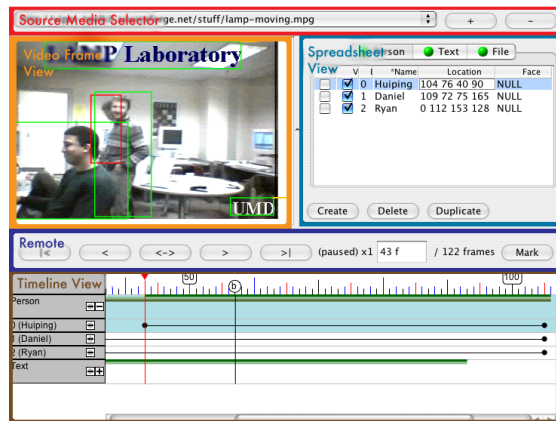 Source Media Selector rge.net/stuff/lamp-moving.mpg + -
Video Frame View
LAMP Laboratory
UMD
Spreadsheet View
Person Text File
V I ^Name Location Face
0 Huiping 104 76 40 90 NULL
1 Daniel 109 72 75 165 NULL
2 Ryan 0 112 153 128 NULL
Create Delete Duplicate
Remote
|< < <-> > >| (paused) x1 43 f / 122 frames Mark
Timeline View 50 100
b
Person
0 (Huiping)
1 (Daniel)
2 (Ryan)
Text